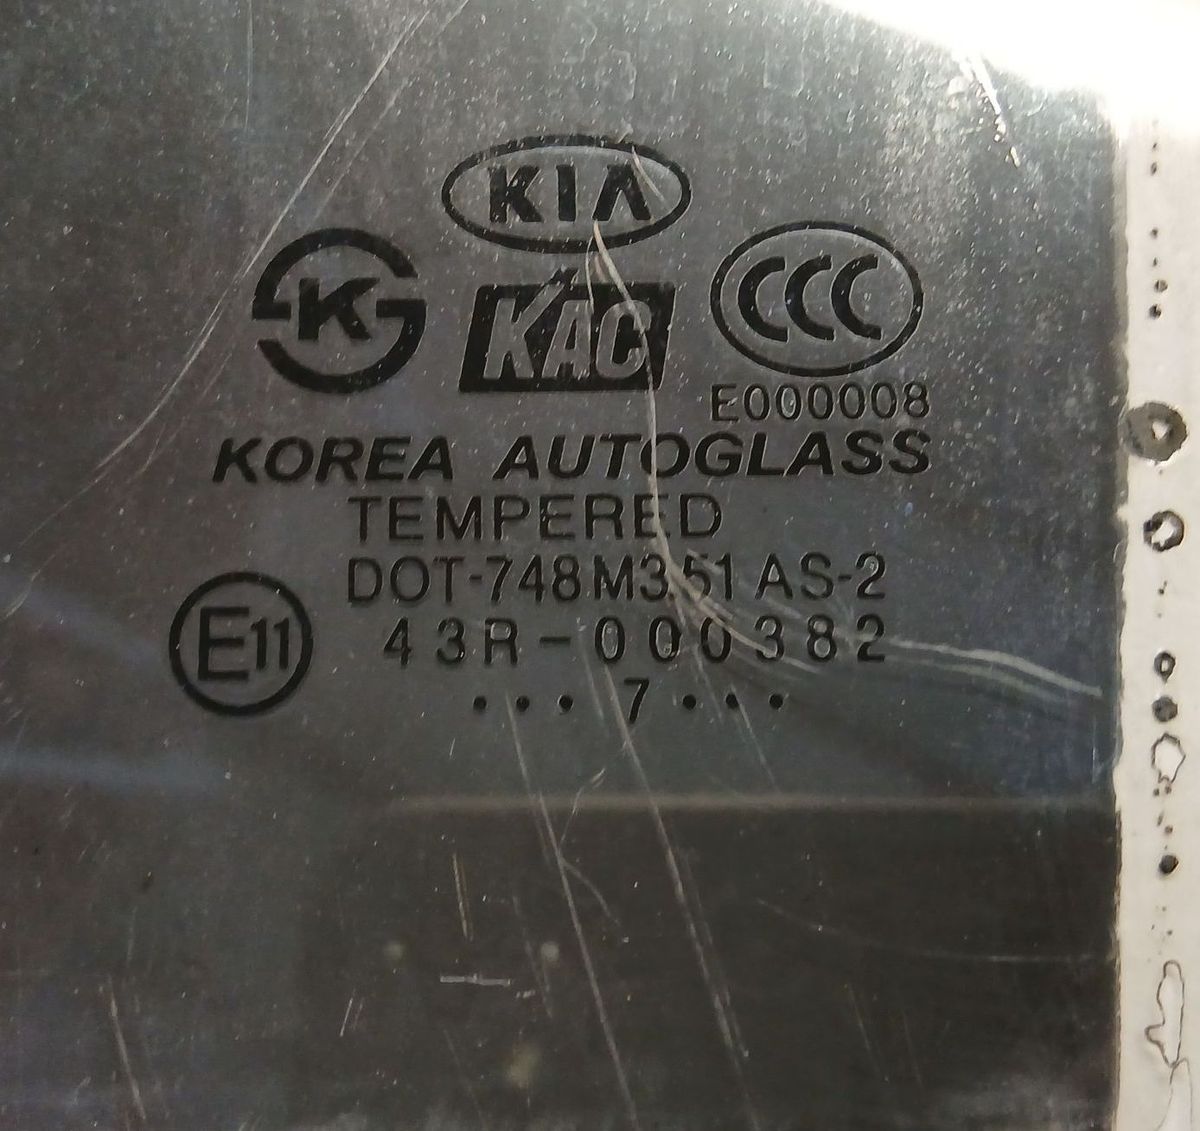 KIA
K
KAC
CCC
E000008
KOREA AUTOGLASS
TEMPERED
DOT-748 M351 AS-2
E11
43R-000382
• • • 7 • • •